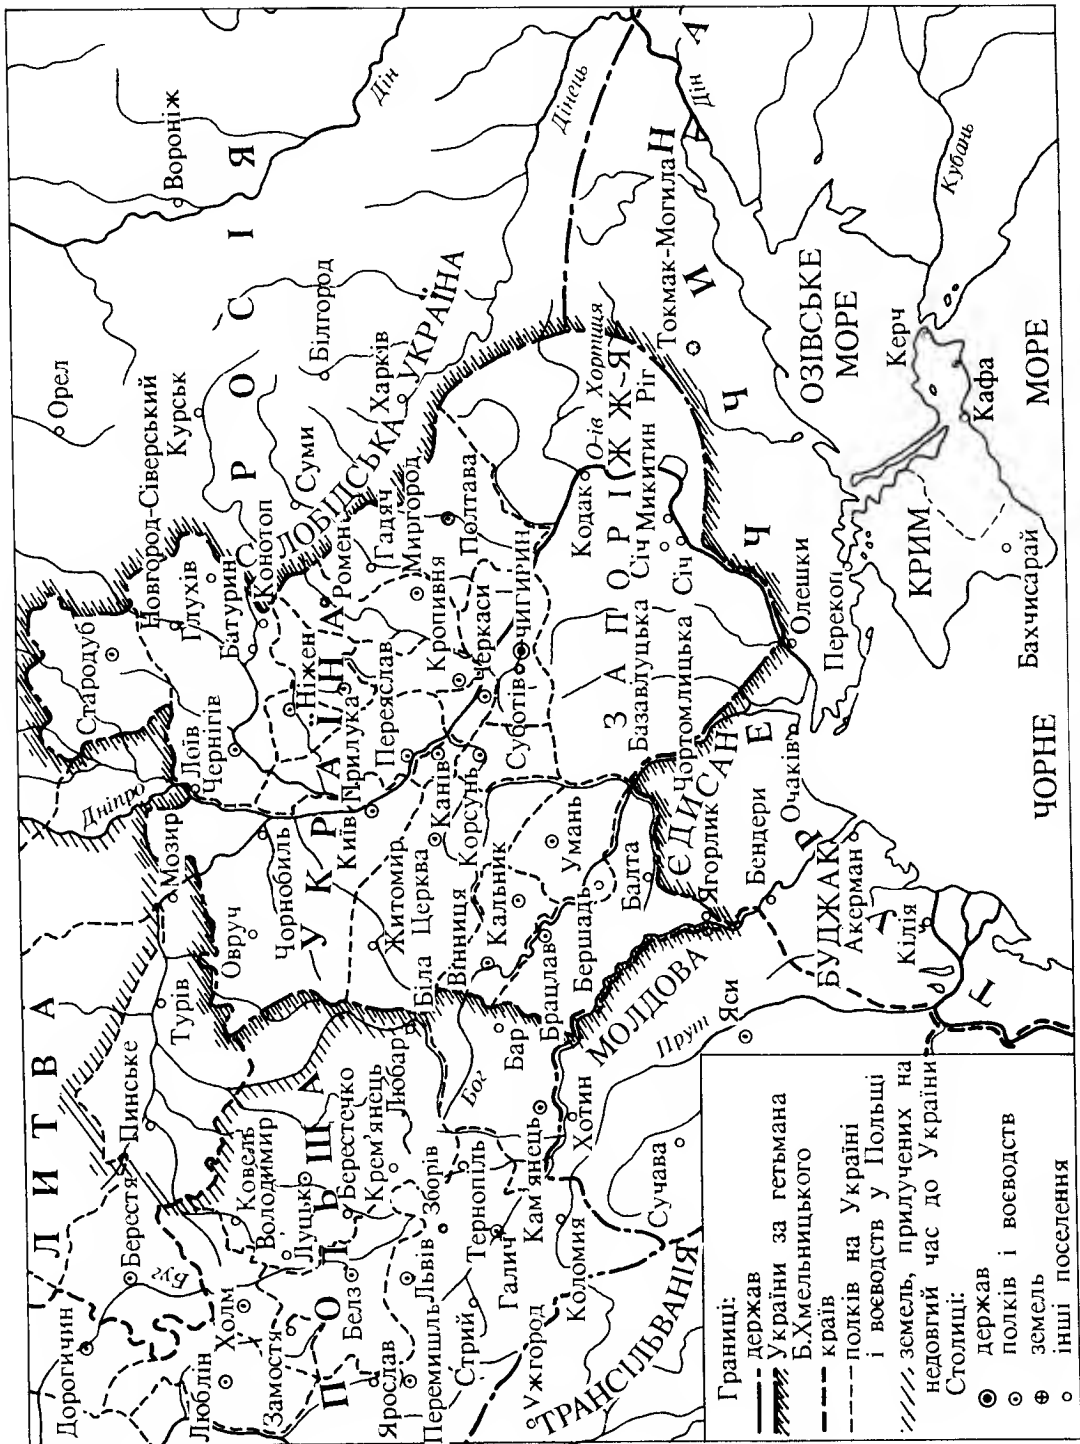 ЛИТВА
РОСІЯ
ПОЛЬЩА
УКРАЇНА
СЛОБІДСЬКА УКРАЇНА
ЗАПОРІЖЖЯ
ТАТАРЩИНА
ЄДИСАН
БУДЖАК
МОЛДОВА
ТРАНСІЛЬВАНІЯ
КРИМ
ОЗІВСЬКЕ
МОРЕ
ЧОРНЕ
МОРЕ
Дорогичин
Берестя
Пинське
Турів
Мозир
Лоїв
Чернігів
Стародуб
Новгород-Сіверський
Глухів
Батурин
Конотоп
Курськ
Орел
Вороніж
Дін
Дніпро
Буг
Люблін
Холм
Замостя
Ковель
Володимир
Луцьк
Белз
Берестечко
Крем'янець
Любар
Овруч
Чорнобиль
Київ
Житомир
Ніжен
Прилука
Переяслав
Ромен
Гадяч
Суми
Білгород
Харків
Миргород
Полтава
Кропивня
Черкаси
Чигирин
Суботів
Канів
Корсунь
Біла
Церква
Вінниця
Кальник
Умань
Брацлав
Бершадь
Балта
Бар
Бог
Ярослав
Перемишль
Львів
Зборів
Стрий
Галич
Тернопіль
Кам'янець
Хотин
Коломия
Ужгород
Сучава
Яси
Прут
Ягорлик
Бендери
Очаків
Акерман
Кілія
Кодак
О-ів Хортиця
Базавлуцька Січ
Микитин Ріг
Чортомлицька Січ
Токмак-Могила
Дінець
Дін
Кубань
Олешки
Перекоп
Бахчисарай
Кафа
Керч
Границі:
держав
України за гетьмана
Б.Хмельницького
країв
полків на Україні
і воєводств у Польщі
земель, прилучених на
недовгий час до України
Столиці:
держав
полків і воєводств
земель
інші поселення